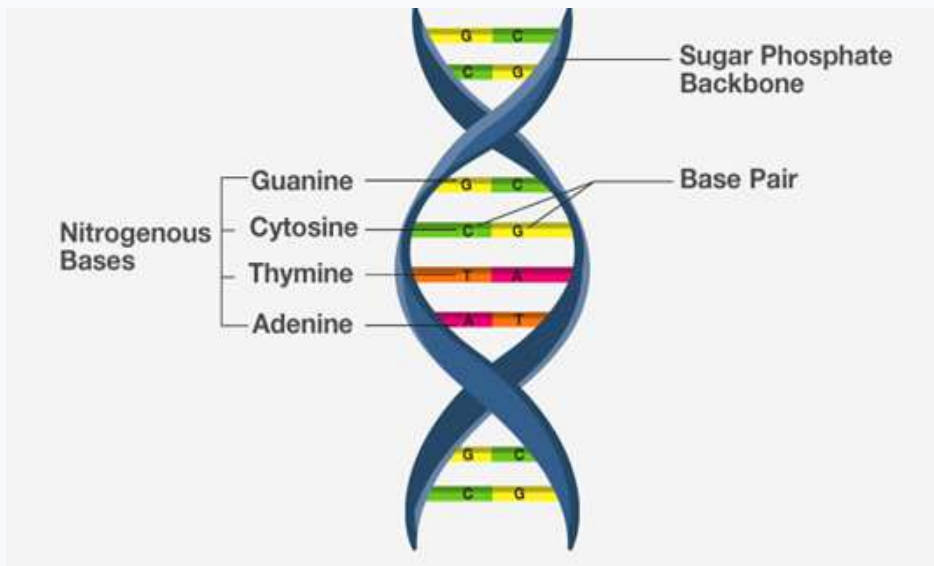 G C
C G
Sugar Phosphate
Backbone
Guanine
G C
Base Pair
Cytosine
C G
Nitrogenous
Bases
Thymine
T A
Adenine
A T
G C
C G